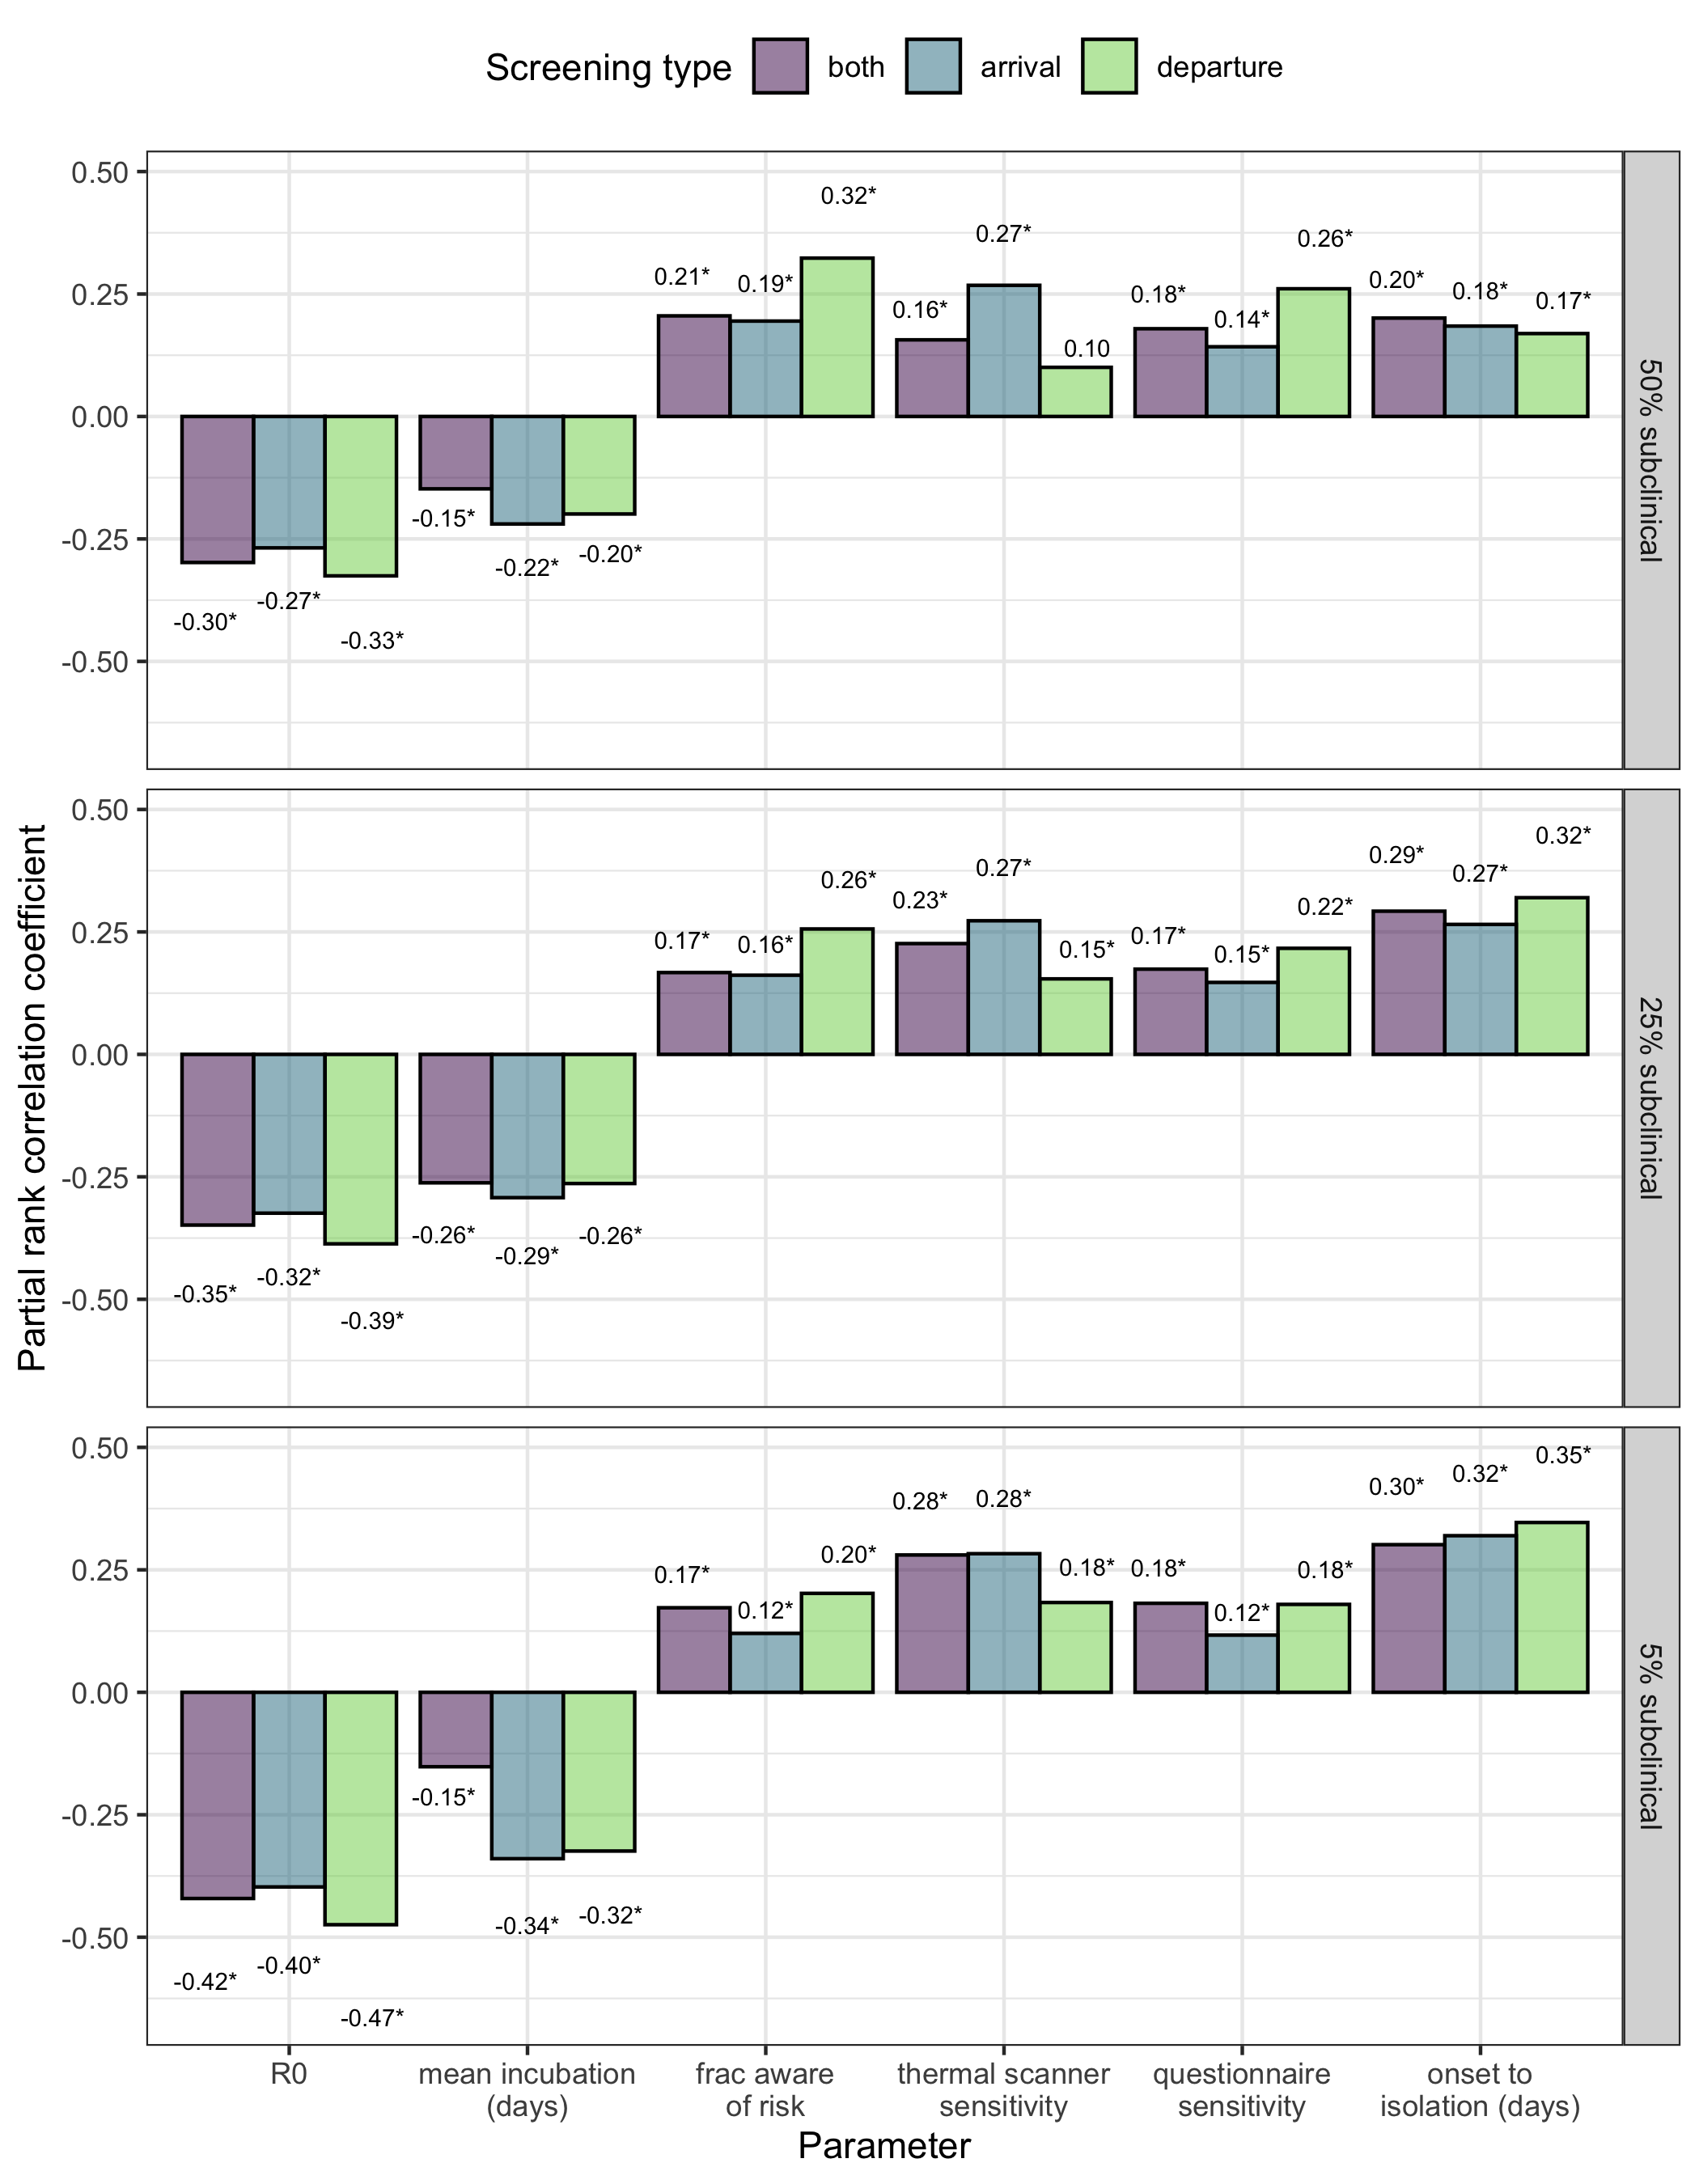 Screening type both arrival departure
0.50
0.25
0.00
-0.25
-0.50
-0.30* -0.27* -0.33* -0.15* -0.22* -0.20* 0.21* 0.19* 0.32* 0.16* 0.27* 0.10 0.18* 0.14* 0.26* 0.20* 0.18* 0.17*
50% subclinical
Partial rank correlation coefficient
0.50
0.25
0.00
-0.25
-0.50
-0.35* -0.32* -0.39* -0.26* -0.29* -0.26* 0.17* 0.16* 0.26* 0.23* 0.27* 0.15* 0.17* 0.15* 0.22* 0.29* 0.27* 0.32*
25% subclinical
0.50
0.25
0.00
-0.25
-0.50
-0.42* -0.40* -0.47* -0.15* -0.34* -0.32* 0.17* 0.12* 0.20* 0.28* 0.28* 0.18* 0.18* 0.12* 0.18* 0.30* 0.32* 0.35*
5% subclinical
R0
mean incubation
(days)
frac aware
of risk
thermal scanner
sensitivity
questionnaire
sensitivity
onset to
isolation (days)
Parameter